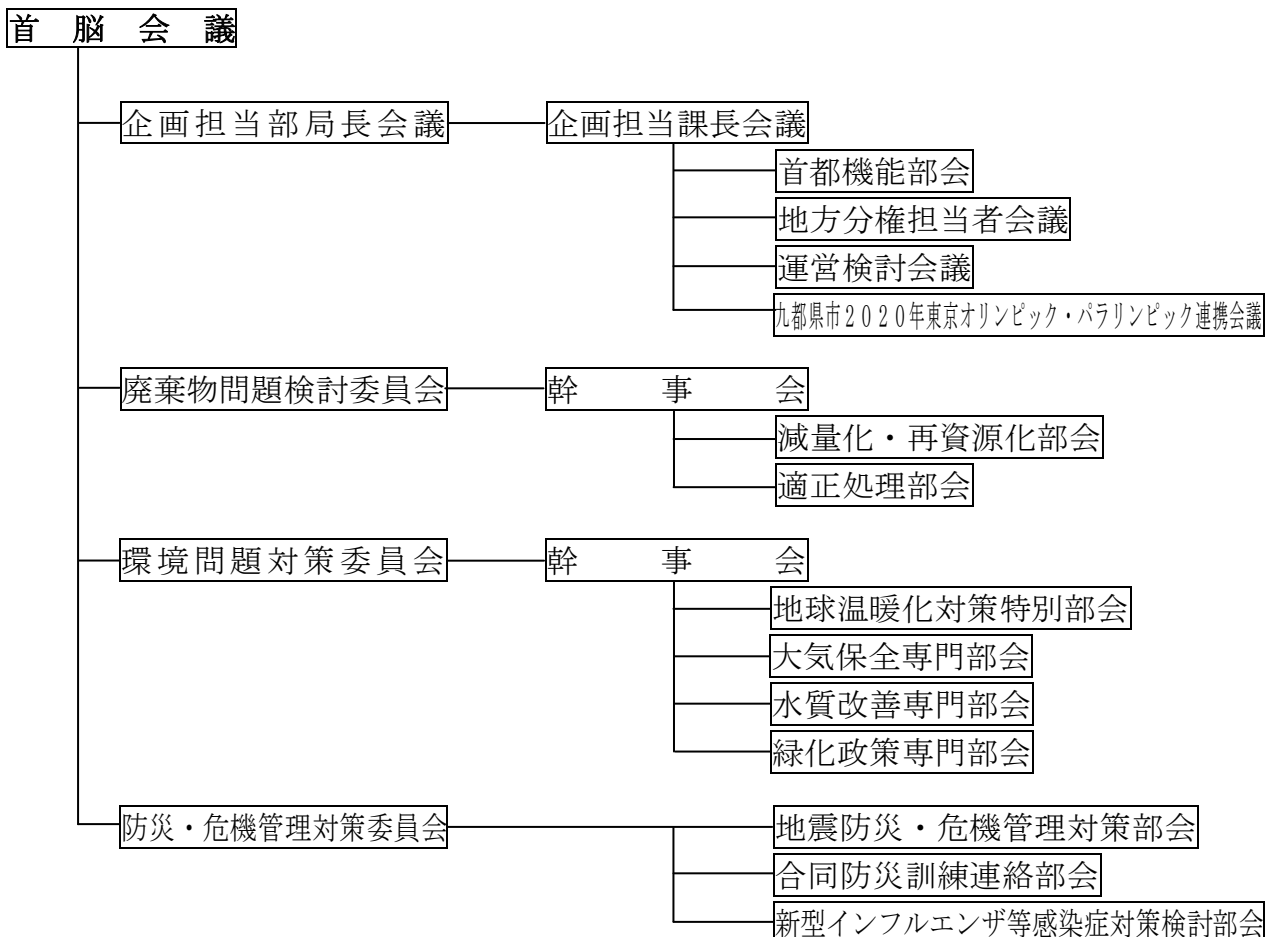 首脳会議
企画担当部局長会議 企画担当課長会議
首都機能部会
地方分権担当者会議
運営検討会議
九都県市２０２０年東京オリンピック・パラリンピック連携会議
廃棄物問題検討委員会 幹事会
減量化・再資源化部会
適正処理部会
環境問題対策委員会 幹事会
地球温暖化対策特別部会
大気保全専門部会
水質改善専門部会
緑化政策専門部会
防災・危機管理対策委員会 地震防災・危機管理対策部会
合同防災訓練連絡部会
新型インフルエンザ等感染症対策検討部会